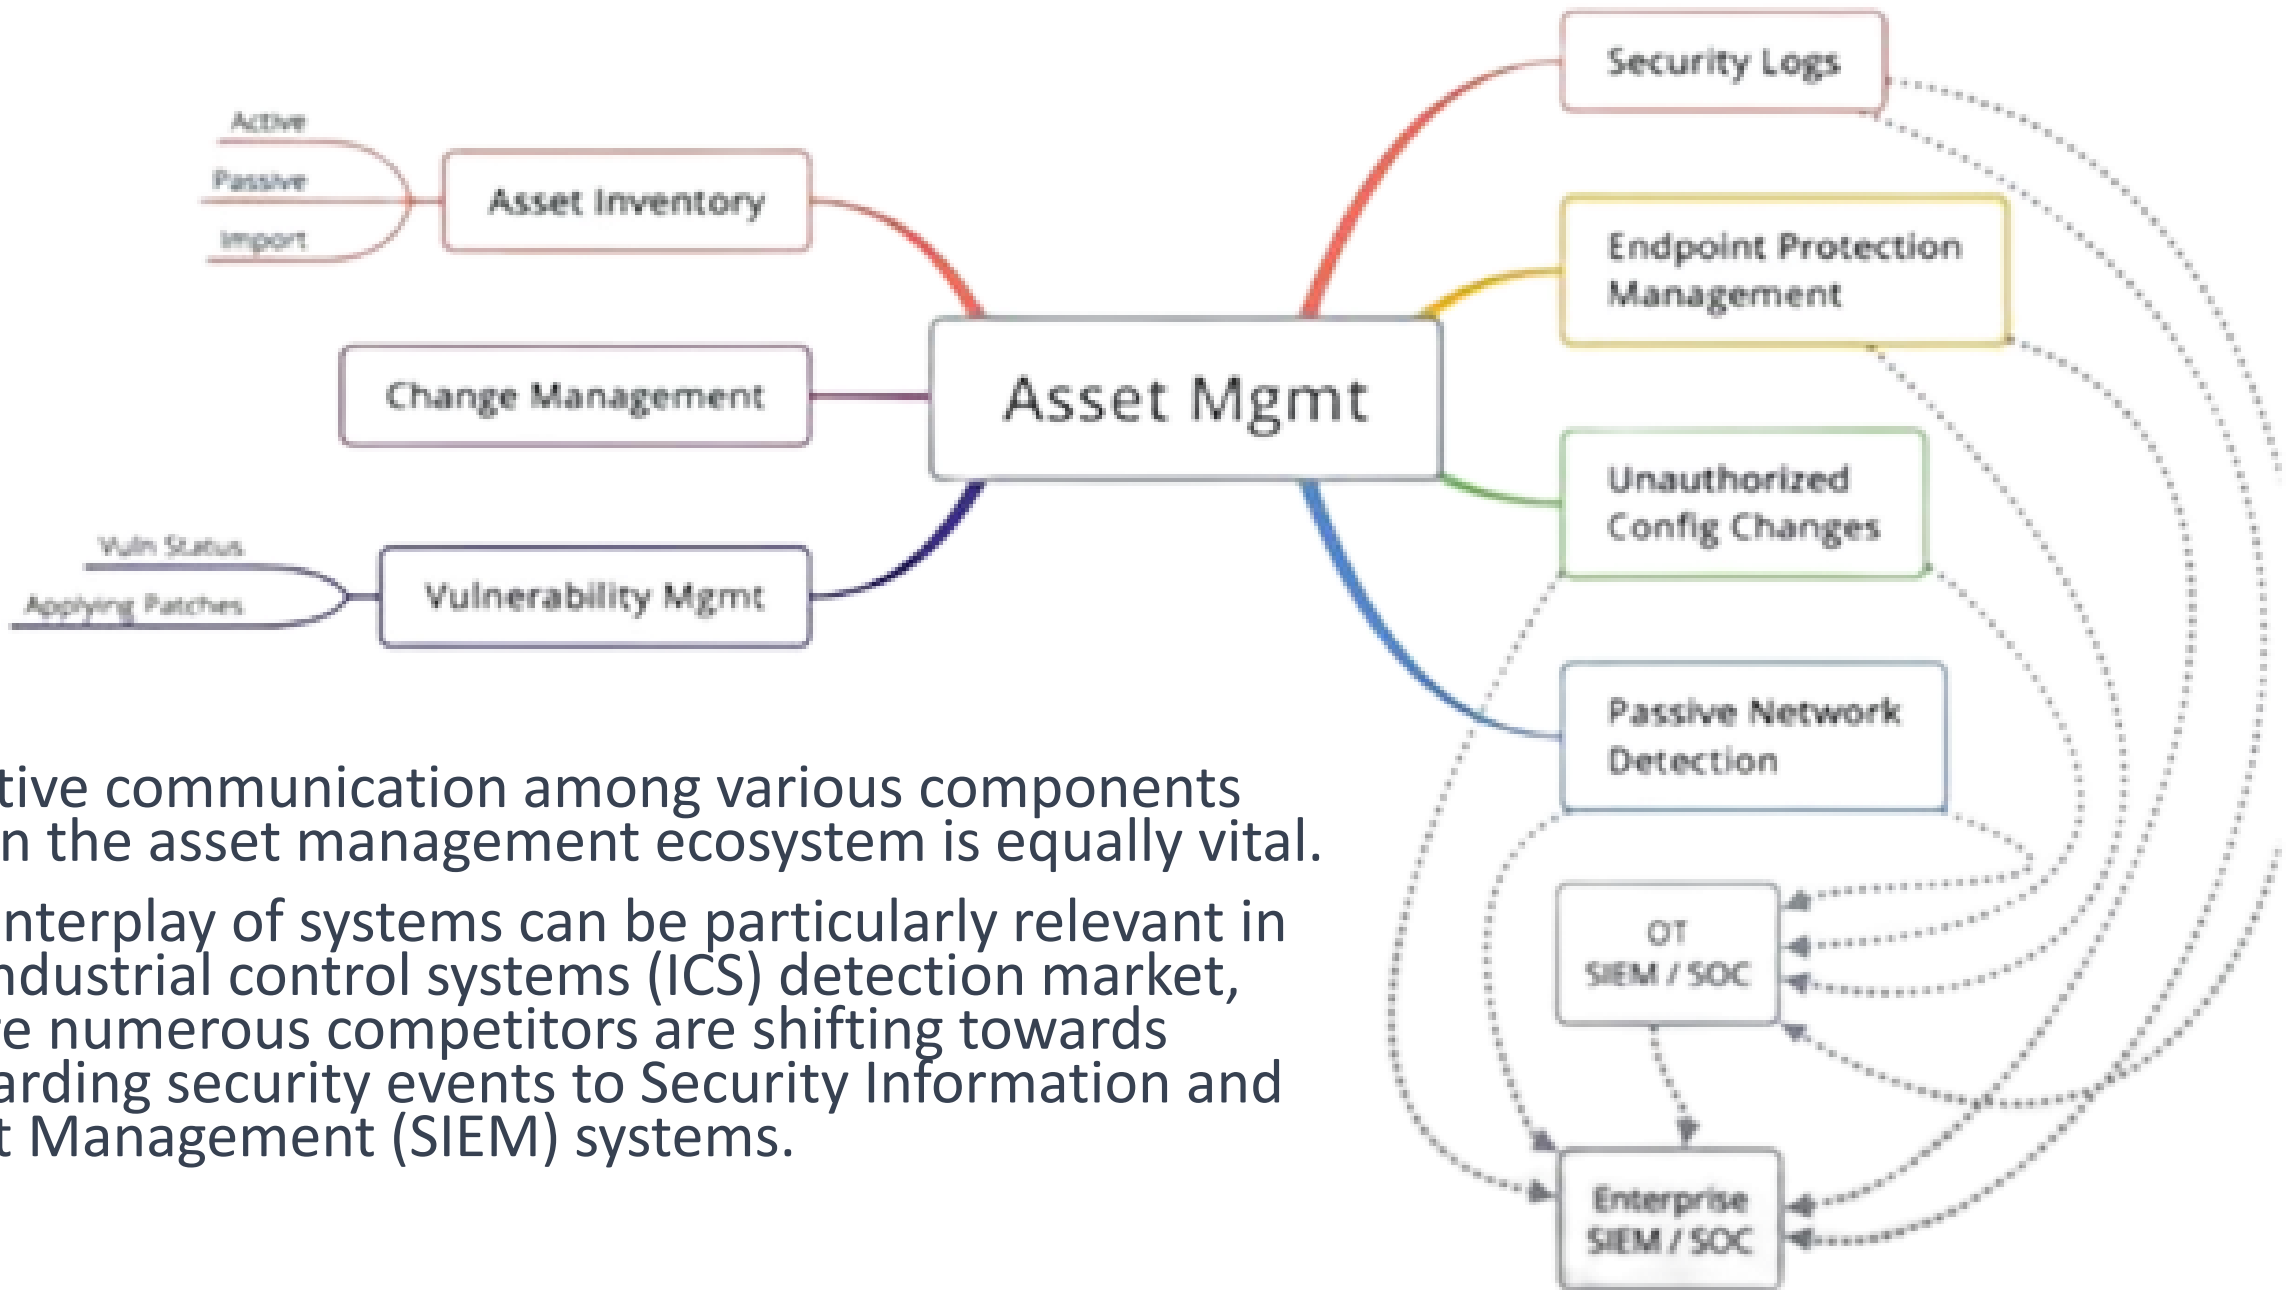 Security Logs
Active
Passive
Import
Asset Inventory
Endpoint Protection
Management
Change Management
Asset Mgmt
Unauthorized
Config Changes
Vuln Status
Applying Patches
Vulnerability Mgmt
Passive Network
Detection
tive communication among various components
n the asset management ecosystem is equally vital.
nterplay of systems can be particularly relevant in
ndustrial control systems (ICS) detection market,
re numerous competitors are shifting towards
arding security events to Security Information and
t Management (SIEM) systems.
OT
SIEM / SOC
Enterprise
SIEM / SOC